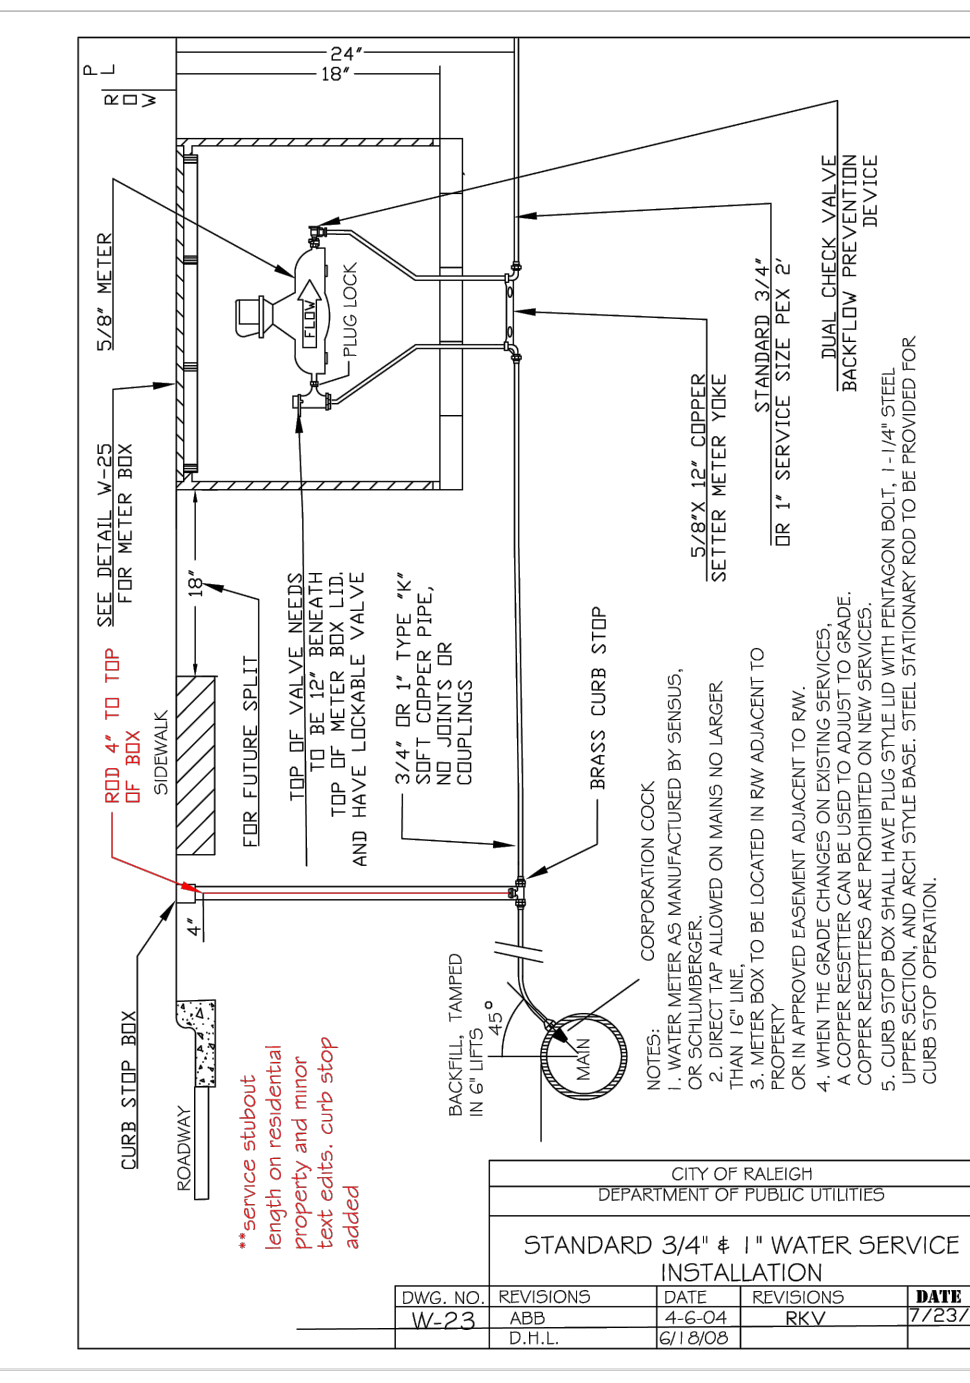 P L
R O W
24"
18"
5/8" METER
SEE DETAIL W-25
FOR METER BOX
ROD 4" TO TOP
OF BOX
SIDEWALK
18"
FOR FUTURE SPLIT
FLOW
PLUG LOCK
TOP OF VALVE NEEDS
TO BE 12" BENEATH
TOP OF METER BOX LID.
AND HAVE LOCKABLE VALVE
3/4" OR 1" TYPE "K"
SOFT COPPER PIPE,
NO JOINTS OR
COUPLINGS
BRASS CURB STOP
5/8"X 12" COPPER
SETTER METER YOKE
STANDARD 3/4"
OR 1" SERVICE SIZE PEX 2'
DUAL CHECK VALVE
BACKFLOW PREVENTION
DEVICE
CURB STOP BOX
4"
ROADWAY
**service stubout
length on residential
property and minor
text edits. curb stop
added
BACKFILL, TAMPED
IN 6" LIFTS
45°
MAIN
CORPORATION COCK
NOTES:
1. WATER METER AS MANUFACTURED BY SENSUS,
OR SCHLUMBERGER.
2. DIRECT TAP ALLOWED ON MAINS NO LARGER
THAN 16" LINE,
3. METER BOX TO BE LOCATED IN R/W ADJACENT TO
PROPERTY
OR IN APPROVED EASEMENT ADJACENT TO R/W.
4. WHEN THE GRADE CHANGES ON EXISTING SERVICES,
A COPPER RESETTER CAN BE USED TO ADJUST TO GRADE.
COPPER RESETTERS ARE PROHIBITED ON NEW SERVICES.
5. CURB STOP BOX SHALL HAVE PLUG STYLE LID WITH PENTAGON BOLT, 1-1/4" STEEL
UPPER SECTION, AND ARCH STYLE BASE. STEEL STATIONARY ROD TO BE PROVIDED FOR
CURB STOP OPERATION.
CITY OF RALEIGH
DEPARTMENT OF PUBLIC UTILITIES
STANDARD 3/4" & 1" WATER SERVICE
INSTALLATION
DWG. NO. REVISIONS DATE REVISIONS DATE
W-23 ABB 4-6-04 RKV 7/23/
D.H.L. 6/18/08